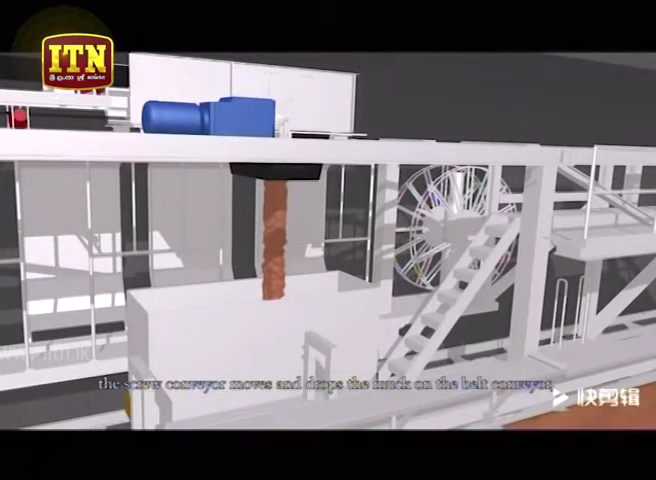 ITN
the screw conveyor moves and drops the muck on the belt conveyor,
快剪辑